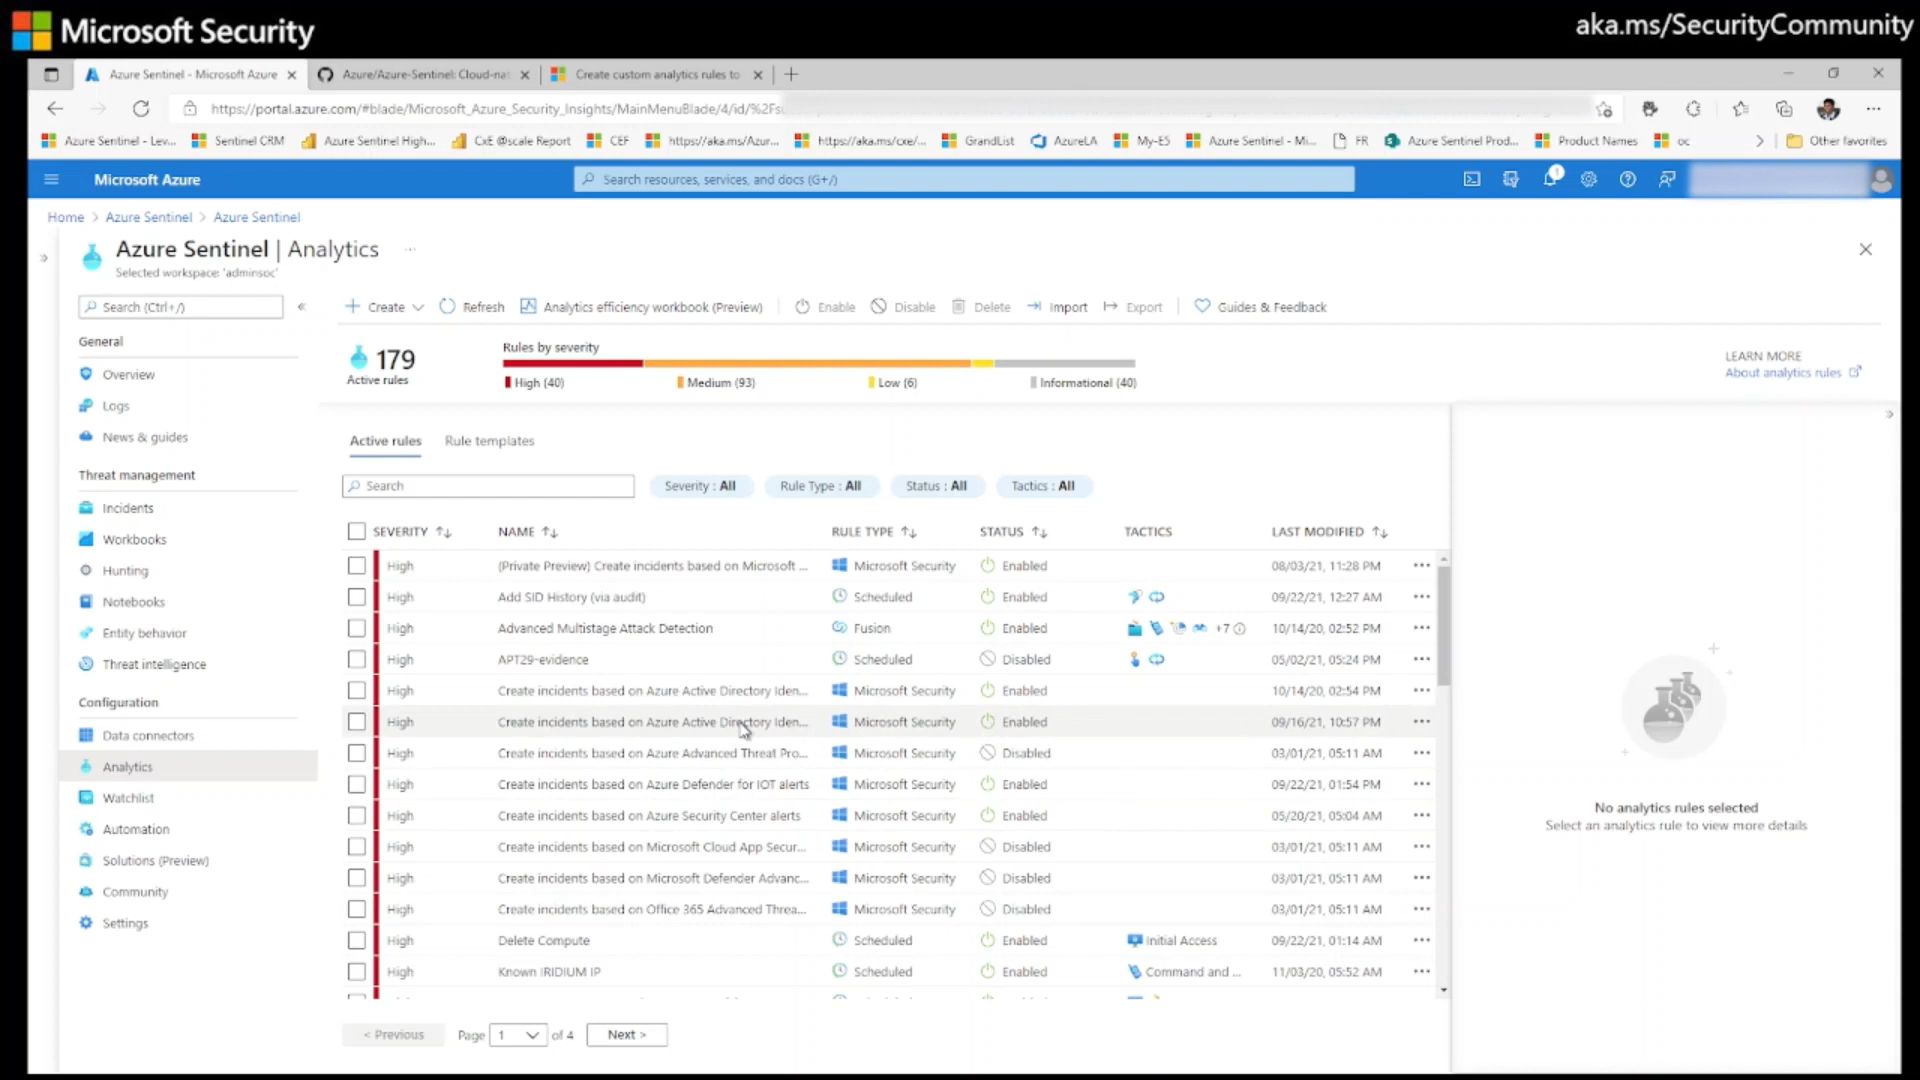 Microsoft Security
aka.ms/SecurityCommunity
Azure Sentinel - Microsoft Azure
Azure/Azure-Sentinel: Cloud-nat
Create custom analytics rules to
https://portal.azure.com/#blade/Microsoft_Azure_Security_Insights/MainMenuBlade/4/id/%2Fs
Azure Sentinel - Lev...
Sentinel CRM
Azure Sentinel High...
CxE @scale Report
CEF
https://aka.ms/Azur...
https://aka.ms/cxe/...
GrandList
AzureLA
My-E5
Azure Sentinel - Mi...
FR
Azure Sentinel Prod...
Product Names
oc
Other favorites
Microsoft Azure
Search resources, services, and docs (G+/)
1
Home > Azure Sentinel > Azure Sentinel
Azure Sentinel | Analytics ...
Selected workspace: 'adminsoc'
Search (Ctrl+/)
«
Create
Refresh
Analytics efficiency workbook (Preview)
Enable
Disable
Delete
Import
Export
Guides & Feedback
General
Overview
Logs
News & guides
Threat management
Incidents
Workbooks
Hunting
Notebooks
Entity behavior
Threat intelligence
Configuration
Data connectors
Analytics
Watchlist
Automation
Solutions (Preview)
Community
Settings
179
Active rules
Rules by severity
High (40)
Medium (93)
Low (6)
Informational (40)
LEARN MORE
About analytics rules
Active rules
Rule templates
Search
Severity : All
Rule Type : All
Status : All
Tactics : All
SEVERITY NAME RULE TYPE STATUS TACTICS LAST MODIFIED
High (Private Preview) Create incidents based on Microsoft ... Microsoft Security Enabled 08/03/21, 11:28 PM
High Add SID History (via audit) Scheduled Enabled 09/22/21, 12:27 AM
High Advanced Multistage Attack Detection Fusion Enabled +7 10/14/20, 02:52 PM
High APT29-evidence Scheduled Disabled 05/02/21, 05:24 PM
High Create incidents based on Azure Active Directory Iden... Microsoft Security Enabled 10/14/20, 02:54 PM
High Create incidents based on Azure Active Directory Iden... Microsoft Security Enabled 09/16/21, 10:57 PM
High Create incidents based on Azure Advanced Threat Pro... Microsoft Security Disabled 03/01/21, 05:11 AM
High Create incidents based on Azure Defender for IOT alerts Microsoft Security Enabled 09/22/21, 01:54 PM
High Create incidents based on Azure Security Center alerts Microsoft Security Enabled 05/20/21, 05:04 AM
High Create incidents based on Microsoft Cloud App Secur... Microsoft Security Disabled 03/01/21, 05:11 AM
High Create incidents based on Microsoft Defender Advanc... Microsoft Security Disabled 03/01/21, 05:11 AM
High Create incidents based on Office 365 Advanced Threa... Microsoft Security Disabled 03/01/21, 05:11 AM
High Delete Compute Scheduled Enabled Initial Access 09/22/21, 01:14 AM
High Known IRIDIUM IP Scheduled Enabled Command and ... 11/03/20, 05:52 AM
< Previous
Page 1 of 4
Next >
No analytics rules selected
Select an analytics rule to view more details